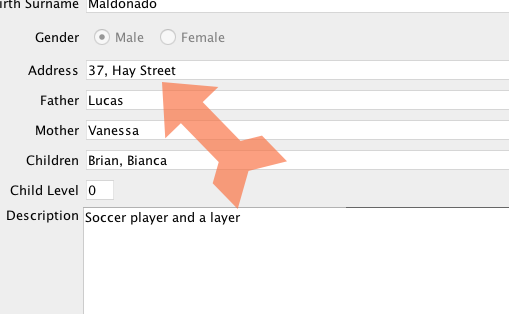 irth Surname Maldonado
Gender Male Female
Address 37, Hay Street
Father Lucas
Mother Vanessa
Children Brian, Bianca
Child Level 0
Description Soccer player and a layer